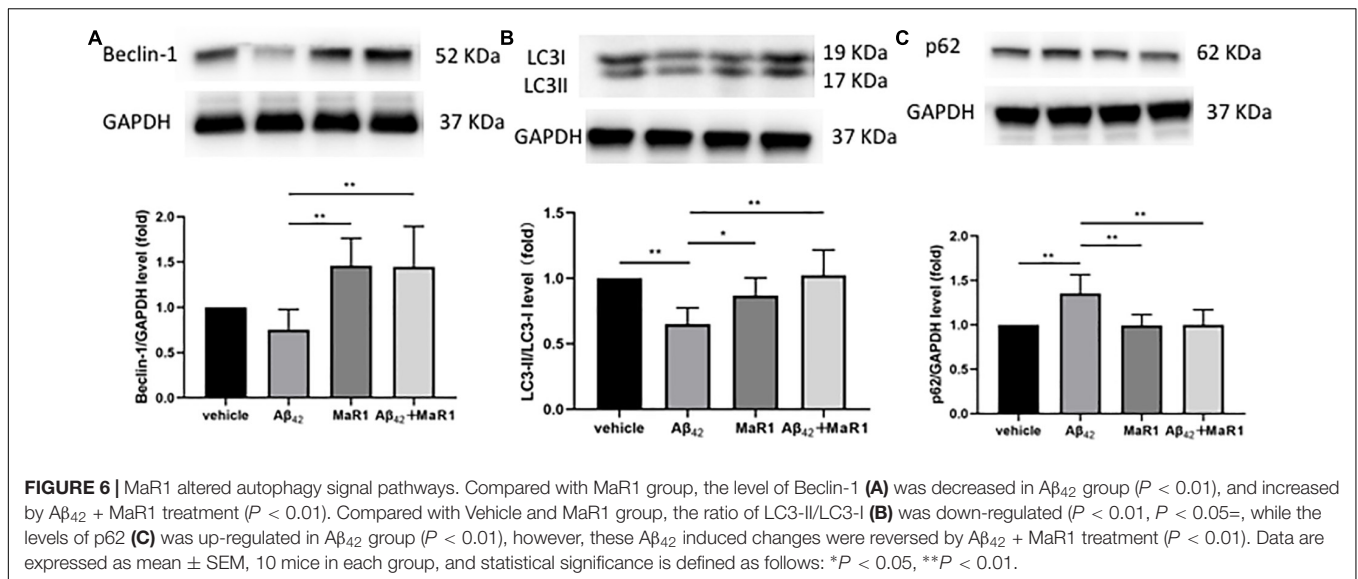 A
Beclin-1
52 KDa
GAPDH
37 KDa
Beclin-1/GAPDH level (fold)
2.0
1.5
1.0
0.5
0.0
**
**
vehicle Aβ₄₂ MaR1 Aβ₄₂+MaR1
B
LC3I
19 KDa
LC3II
17 KDa
GAPDH
37 KDa
LC3-II/LC3-I level (fold)
1.5
1.0
0.5
0.0
**
**
*
vehicle Aβ₄₂ MaR1 Aβ₄₂+MaR1
C
p62
62 KDa
GAPDH
37 KDa
p62/GAPDH level (fold)
2.0
1.5
1.0
0.5
0.0
**
**
**
vehicle Aβ₄₂ MaR1 Aβ₄₂+MaR1
FIGURE 6 | MaR1 altered autophagy signal pathways. Compared with MaR1 group, the level of Beclin-1 (A) was decreased in Aβ₄₂ group (P < 0.01), and increased
by Aβ₄₂ + MaR1 treatment (P < 0.01). Compared with Vehicle and MaR1 group, the ratio of LC3-II/LC3-I (B) was down-regulated (P < 0.01, P < 0.05=, while the
levels of p62 (C) was up-regulated in Aβ₄₂ group (P < 0.01), however, these Aβ₄₂ induced changes were reversed by Aβ₄₂ + MaR1 treatment (P < 0.01). Data are
expressed as mean ± SEM, 10 mice in each group, and statistical significance is defined as follows: *P < 0.05, **P < 0.01.